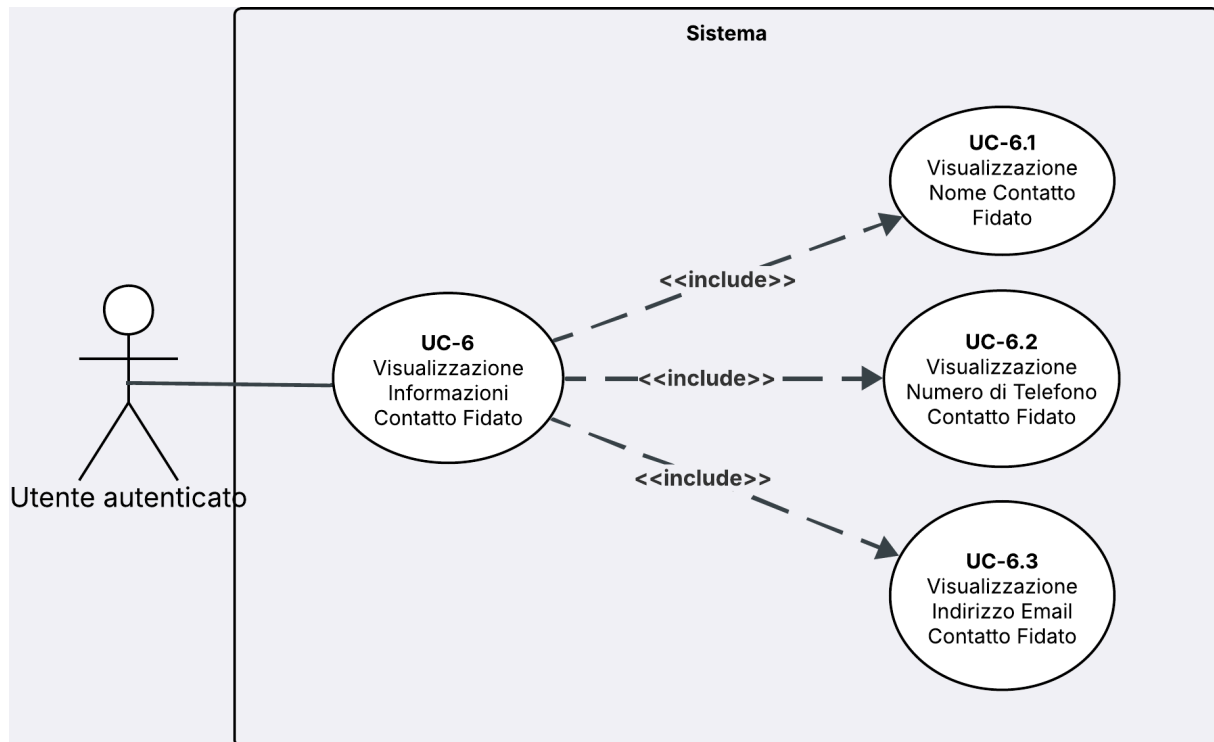 Sistema
UC-6.1
Visualizzazione
Nome Contatto
Fidato
<<include>>
UC-6
Visualizzazione
Informazioni
Contatto Fidato
<<include>>
UC-6.2
Visualizzazione
Numero di Telefono
Contatto Fidato
<<include>>
Utente autenticato
UC-6.3
Visualizzazione
Indirizzo Email
Contatto Fidato